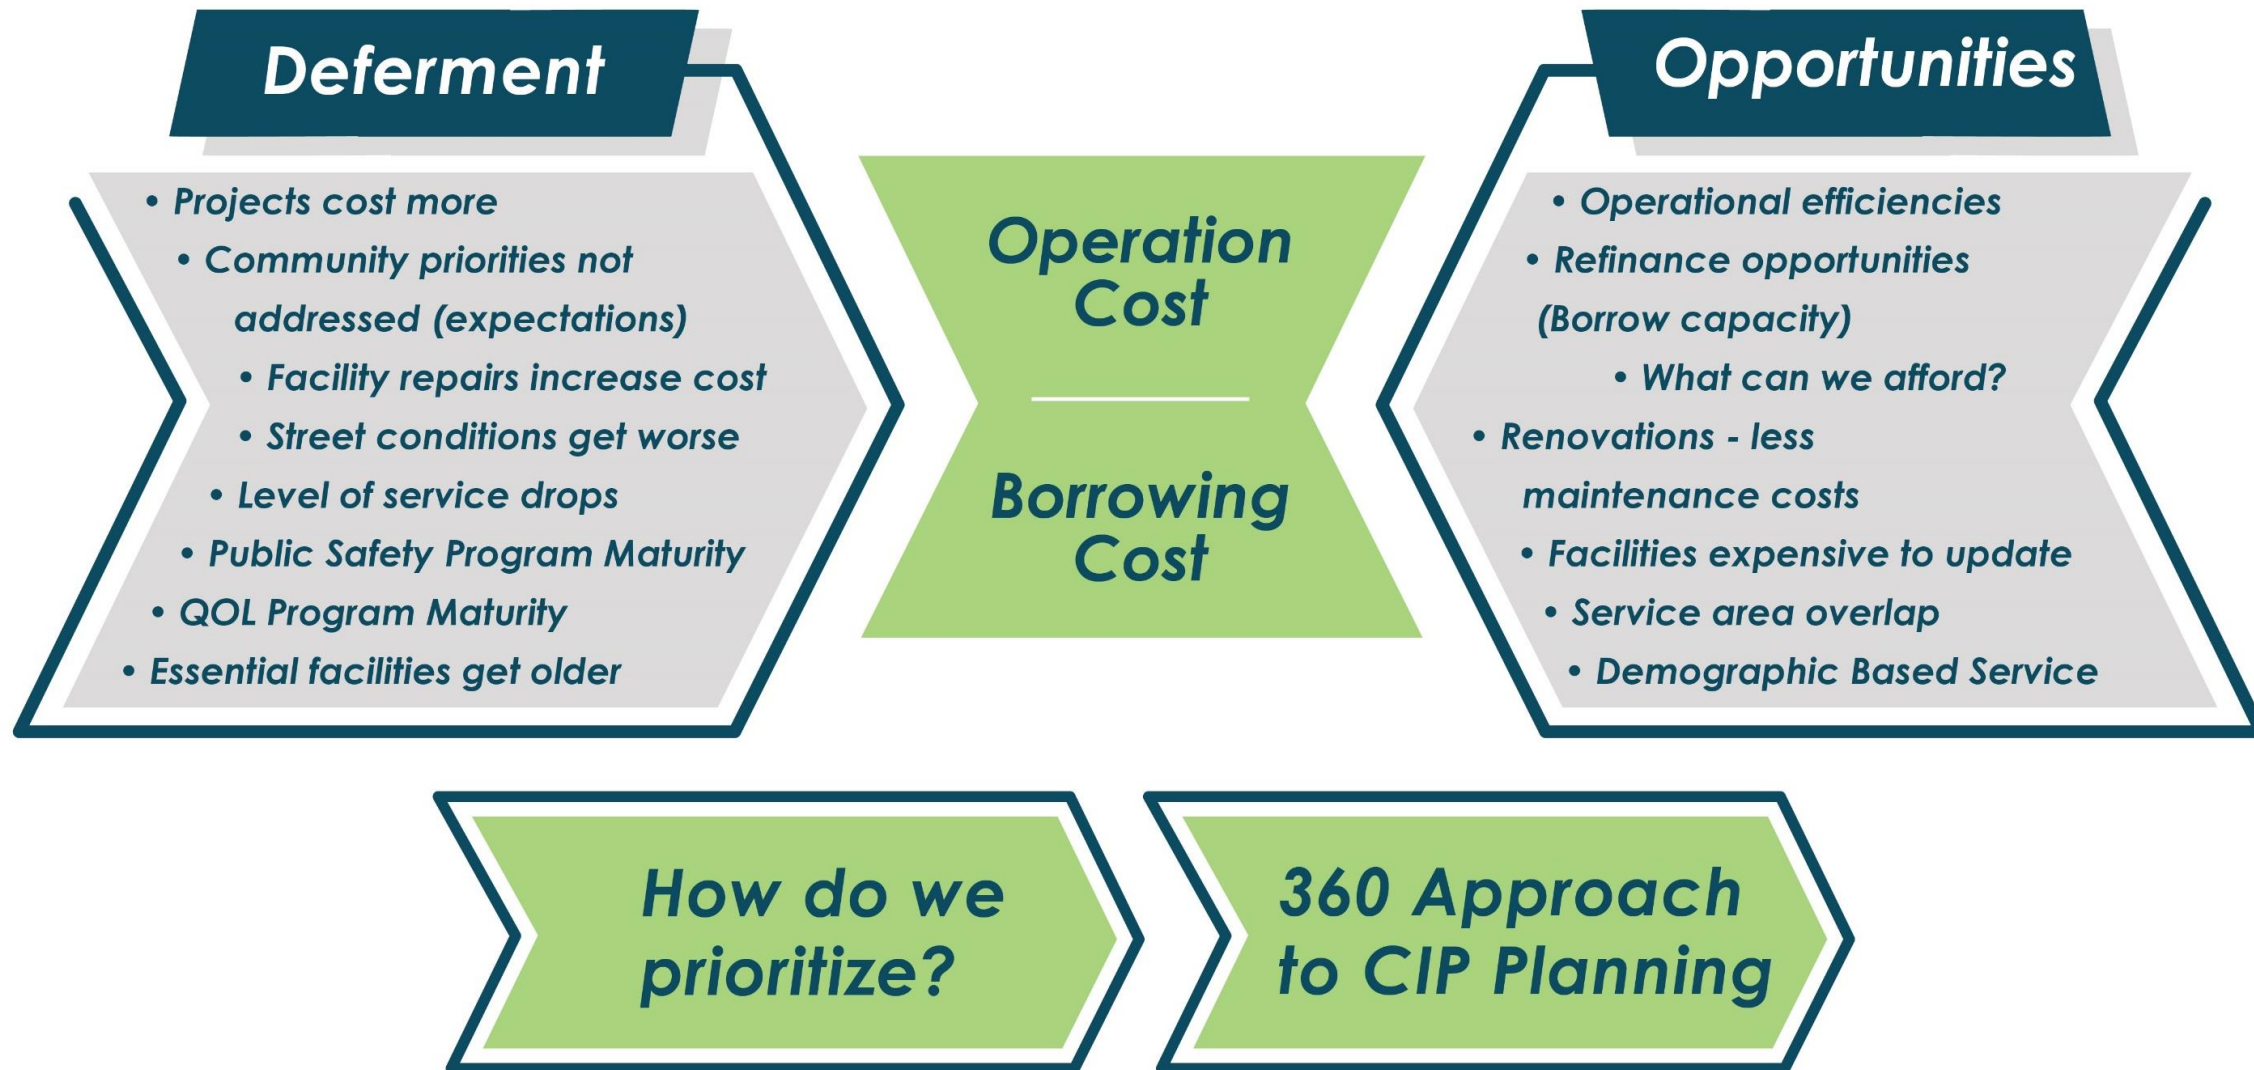 Deferment
• Projects cost more
• Community priorities not
addressed (expectations)
• Facility repairs increase cost
• Street conditions get worse
• Level of service drops
• Public Safety Program Maturity
• QOL Program Maturity
• Essential facilities get older
Operation
Cost
Borrowing
Cost
Opportunities
• Operational efficiencies
• Refinance opportunities
(Borrow capacity)
• What can we afford?
• Renovations - less
maintenance costs
• Facilities expensive to update
• Service area overlap
• Demographic Based Service
How do we
prioritize?
360 Approach
to CIP Planning